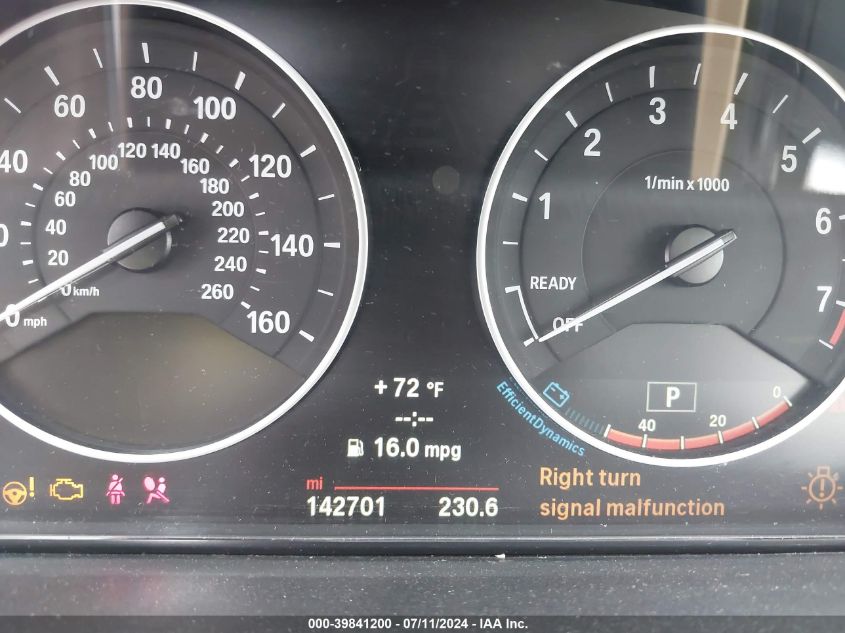 60
80
100
40
120
140
160
0 mph
0 km/h
20
40
60
80
100
120
140
160
180
200
220
240
260
1
2
3
4
5
6
7
1/min x 1000
READY
OFF
EfficientDynamics
P
40
20
0
+ 72 °F
--:--
16.0 mpg
mi
142701 230.6
Right turn
signal malfunction
000-39841200 - 07/11/2024 - IAA Inc.